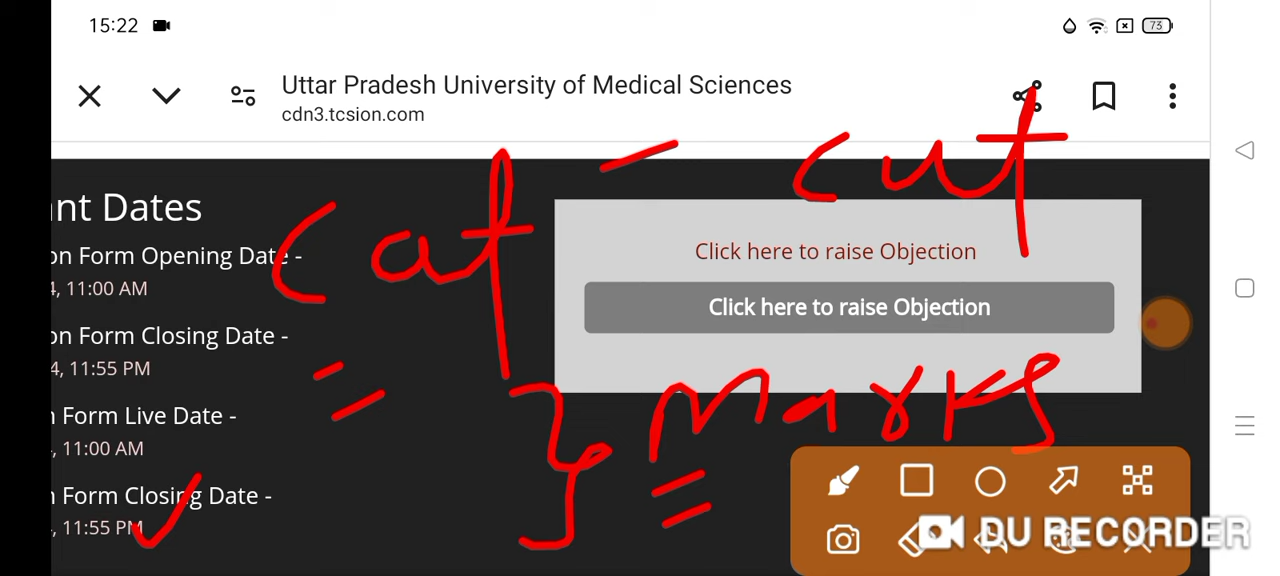 15:22
73
Uttar Pradesh University of Medical Sciences
cdn3.tcsion.com
cat - cut
nt Dates
on Form Opening Date -
4, 11:00 AM
Click here to raise Objection
Click here to raise Objection
on Form Closing Date -
4, 11:55 PM
} Marks
n Form Live Date -
, 11:00 AM
=
=
n Form Closing Date -
, 11:55 PM
DU RECORDER